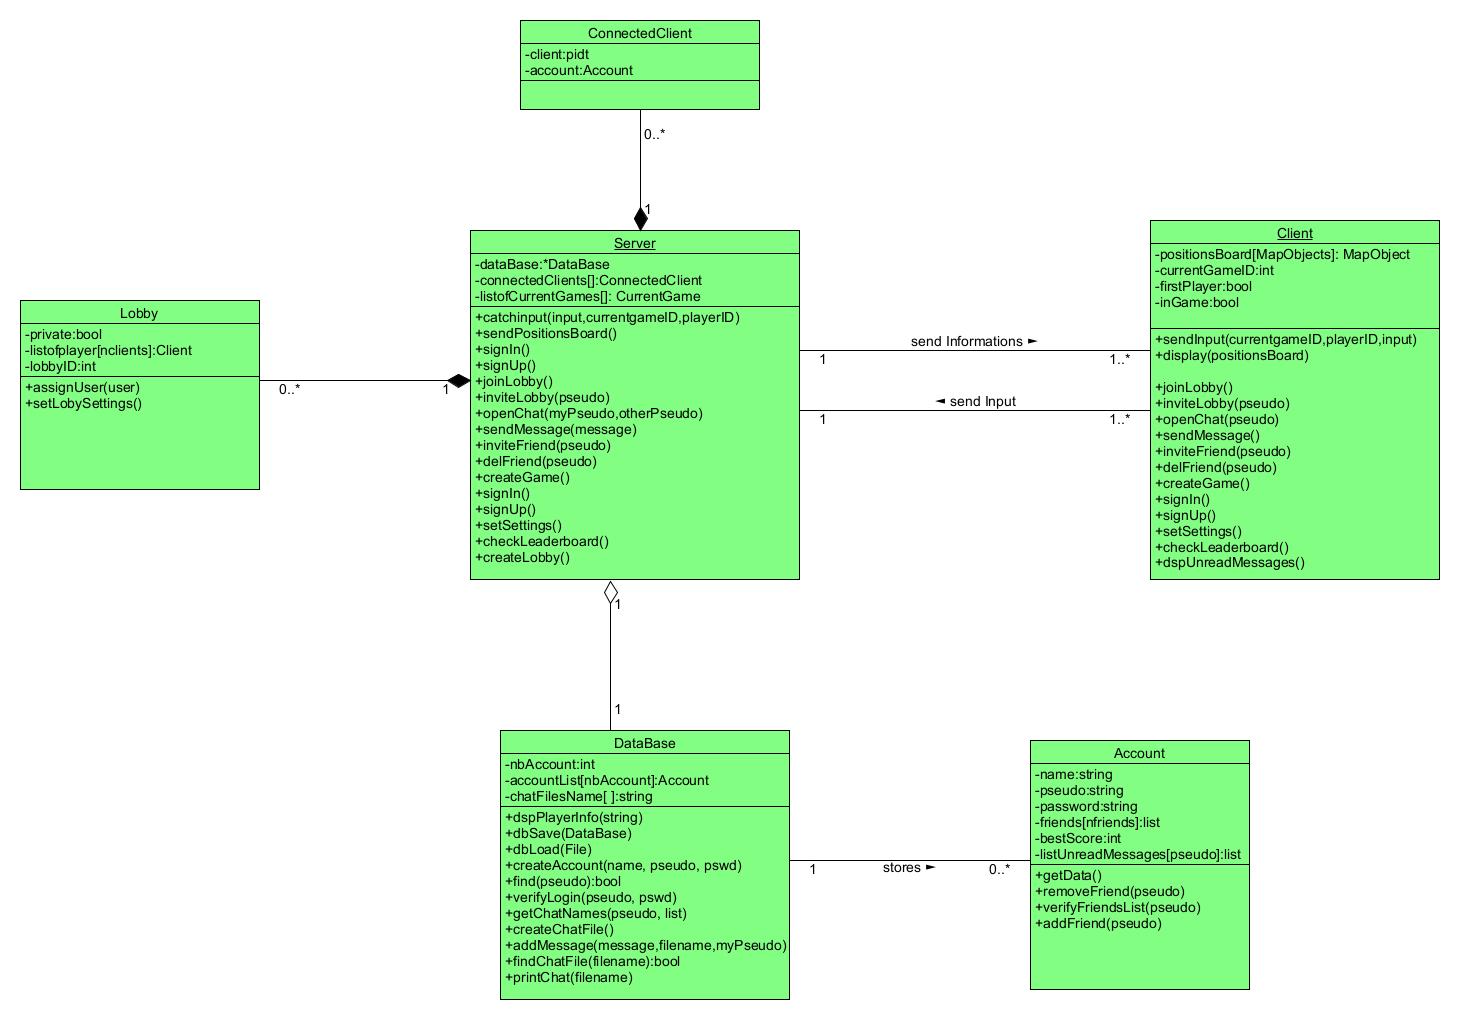 ConnectedClient
-client:pidt
-account:Account
0..*
1
Server
-dataBase:*DataBase
-connectedClients[]:ConnectedClient
-listofCurrentGames[]: CurrentGame
+catchinput(input,currentgameID,playerID)
+sendPositionsBoard()
+signIn()
+signUp()
+joinLobby()
+inviteLobby(pseudo)
+openChat(myPseudo,otherPseudo)
+sendMessage(message)
+inviteFriend(pseudo)
+delFriend(pseudo)
+createGame()
+signIn()
+signUp()
+setSettings()
+checkLeaderboard()
+createLobby()
Client
-positionsBoard[MapObjects]: MapObject
-currentGameID:int
-firstPlayer:bool
-inGame:bool
+sendInput(currentgameID,playerID,input)
+display(positionsBoard)
+joinLobby()
+inviteLobby(pseudo)
+openChat(pseudo)
+sendMessage()
+inviteFriend(pseudo)
+delFriend(pseudo)
+createGame()
+signIn()
+signUp()
+setSettings()
+checkLeaderboard()
+dspUnreadMessages()
Lobby
-private:bool
-listofplayer[nclients]:Client
-lobbyID:int
+assignUser(user)
+setLobySettings()
0..*
1
send Informations ►
1
1..*
◄ send Input
1
1..*
1
1
DataBase
-nbAccount:int
-accountList[nbAccount]:Account
-chatFilesName[ ]:string
+dspPlayerInfo(string)
+dbSave(DataBase)
+dbLoad(File)
+createAccount(name, pseudo, pswd)
+find(pseudo):bool
+verifyLogin(pseudo, pswd)
+getChatNames(pseudo, list)
+createChatFile()
+addMessage(message,filename,myPseudo)
+findChatFile(filename):bool
+printChat(filename)
1
stores ►
0..*
Account
-name:string
-pseudo:string
-password:string
-friends[nfriends]:list
-bestScore:int
-listUnreadMessages[pseudo]:list
+getData()
+removeFriend(pseudo)
+verifyFriendsList(pseudo)
+addFriend(pseudo)